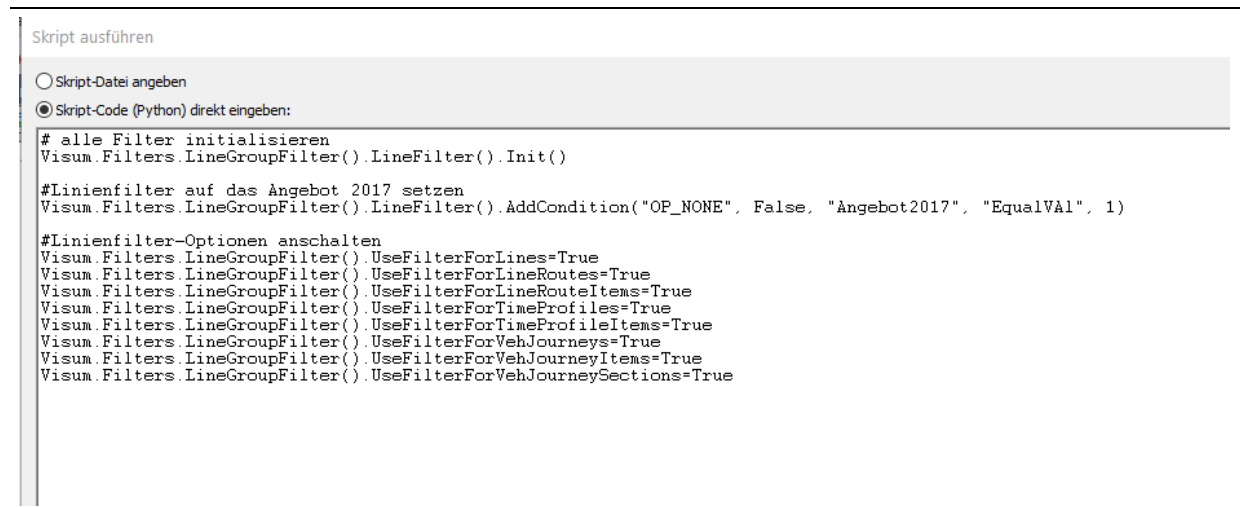 Skript ausführen
Skript-Datei angeben
Skript-Code (Python) direkt eingeben:
# alle Filter initialisieren
Visum.Filters.LineGroupFilter().LineFilter().Init()
#Linienfilter auf das Angebot 2017 setzen
Visum.Filters.LineGroupFilter().LineFilter().AddCondition("OP_NONE", False, "Angebot2017", "EqualVAl", 1)
#Linienfilter-Optionen anschalten
Visum.Filters.LineGroupFilter().UseFilterForLines=True
Visum.Filters.LineGroupFilter().UseFilterForLineRoutes=True
Visum.Filters.LineGroupFilter().UseFilterForLineRouteItems=True
Visum.Filters.LineGroupFilter().UseFilterForTimeProfiles=True
Visum.Filters.LineGroupFilter().UseFilterForTimeProfileItems=True
Visum.Filters.LineGroupFilter().UseFilterForVehJourneys=True
Visum.Filters.LineGroupFilter().UseFilterForVehJourneyItems=True
Visum.Filters.LineGroupFilter().UseFilterForVehJourneySections=True